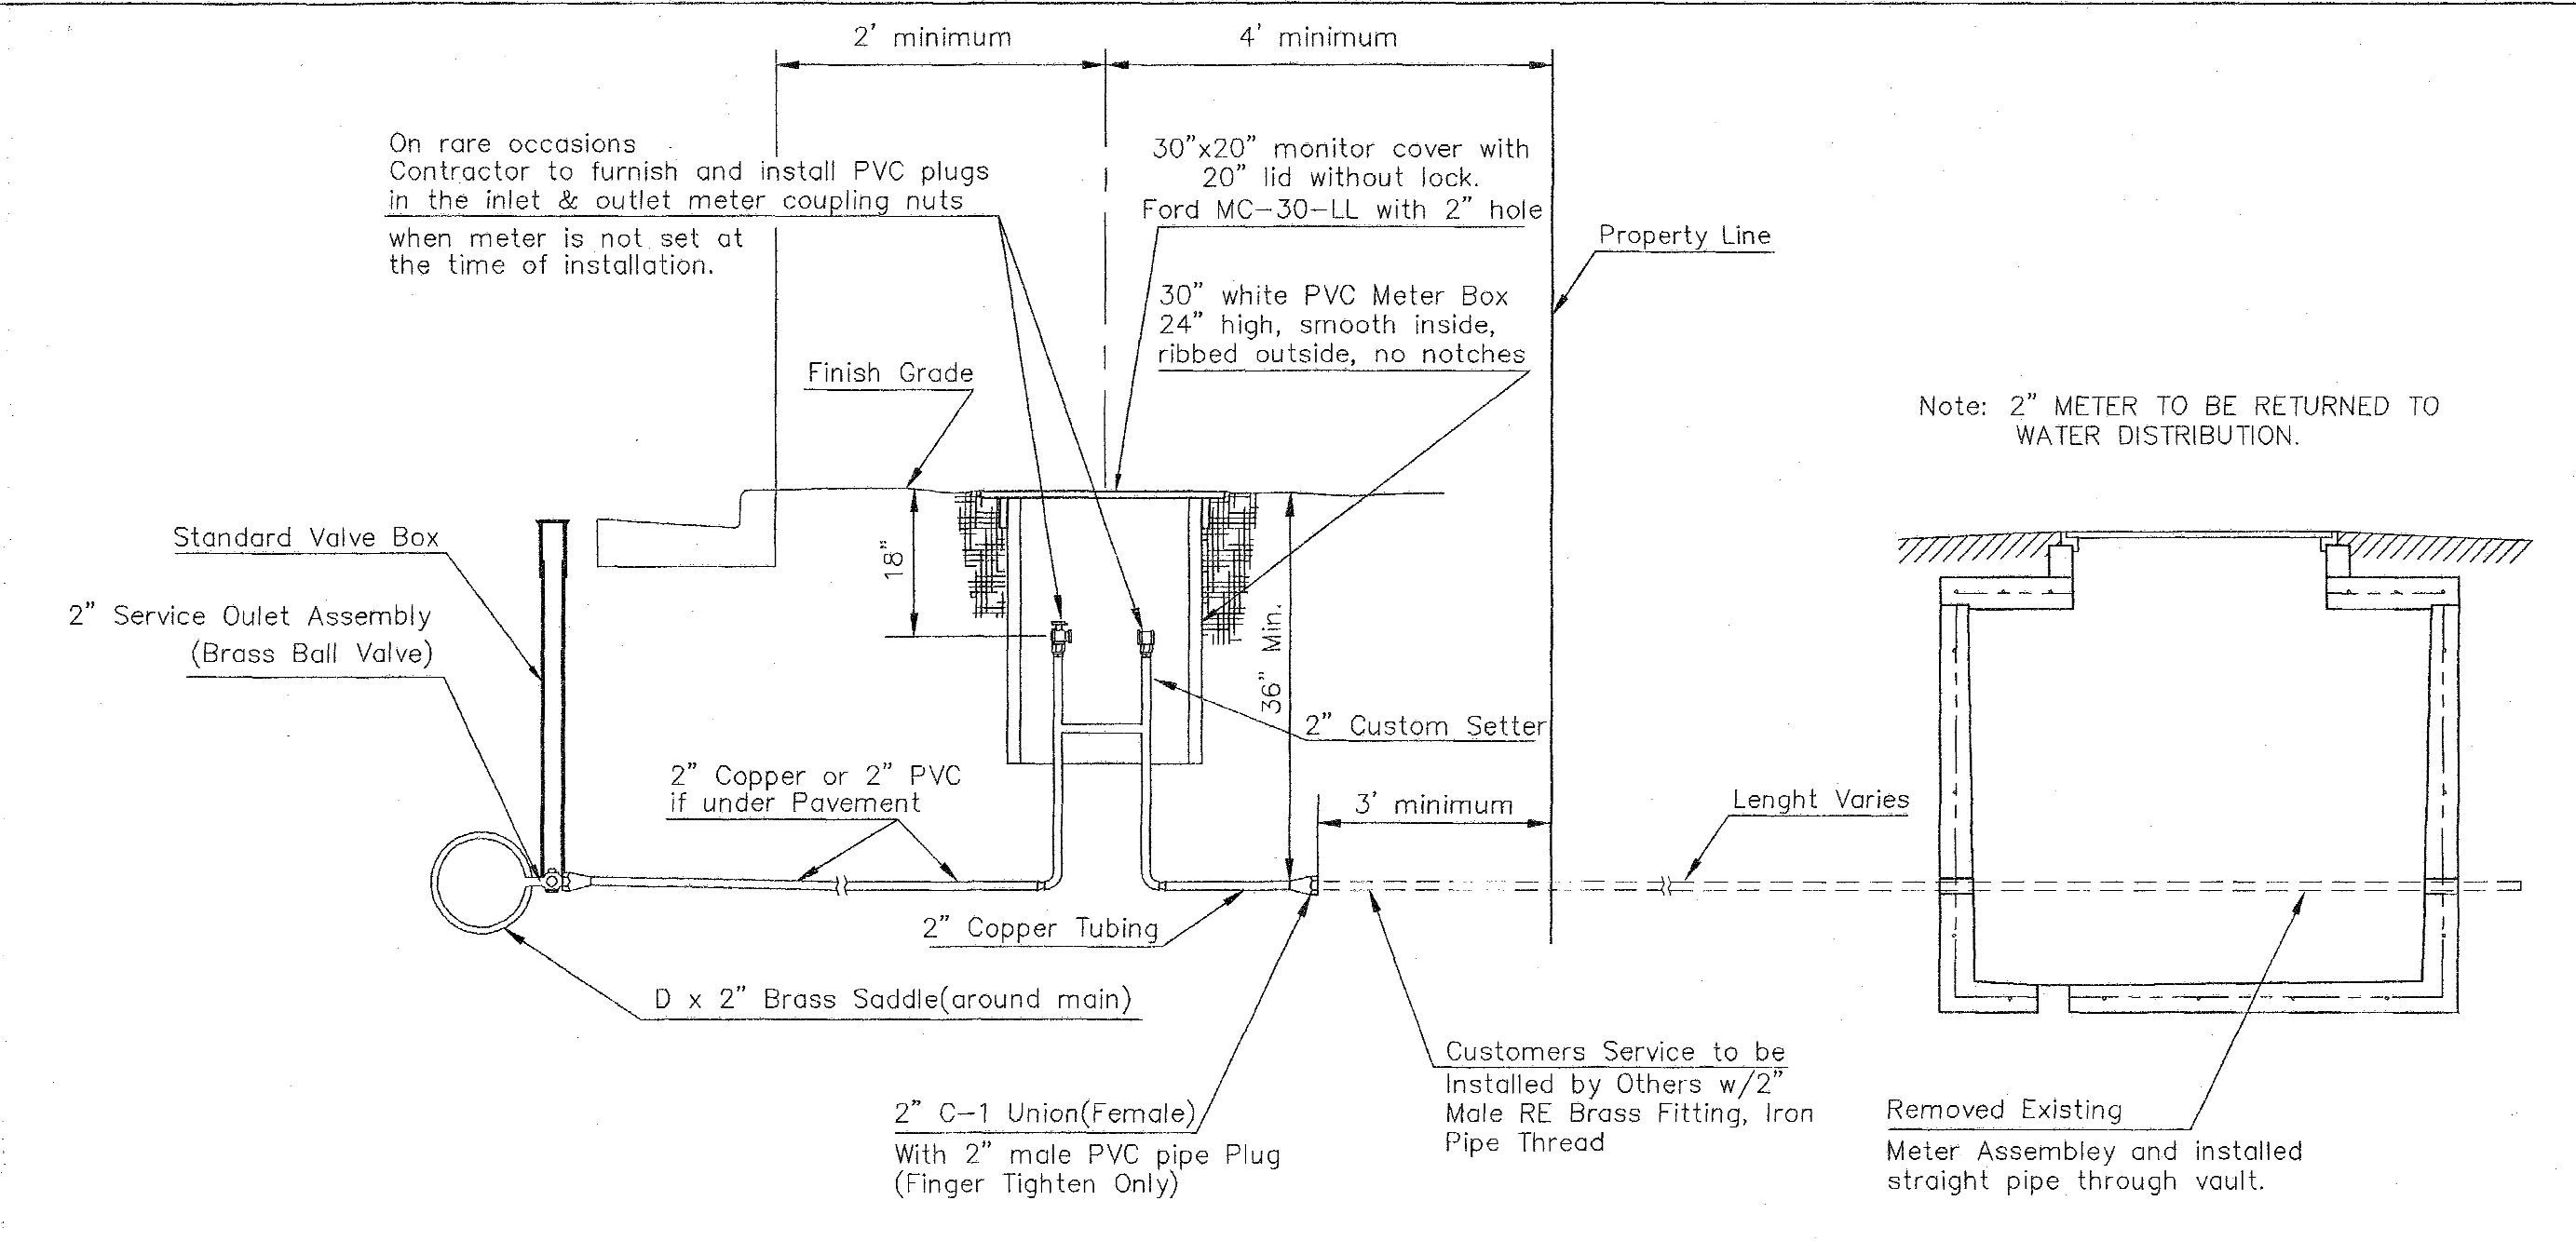 2' minimum
4' minimum
On rare occasions
Contractor to furnish and install PVC plugs
in the inlet & outlet meter coupling nuts
when meter is not set at
the time of installation.
30"x20" monitor cover with
20" lid without lock.
Ford MC-30-LL with 2" hole
Property Line
30" white PVC Meter Box
24" high, smooth inside,
ribbed outside, no notches
Finish Grade
Note: 2" METER TO BE RETURNED TO
WATER DISTRIBUTION.
Standard Valve Box
18"
2" Service Oulet Assembly
(Brass Ball Valve)
36" Min.
2" Custom Setter
2" Copper or 2" PVC
if under Pavement
3' minimum
Lenght Varies
2" Copper Tubing
D x 2" Brass Saddle(around main)
Customers Service to be
Installed by Others w/2"
Male RE Brass Fitting, Iron
Pipe Thread
2" C-1 Union(Female)
With 2" male PVC pipe Plug
(Finger Tighten Only)
Removed Existing
Meter Assembley and installed
straight pipe through vault.